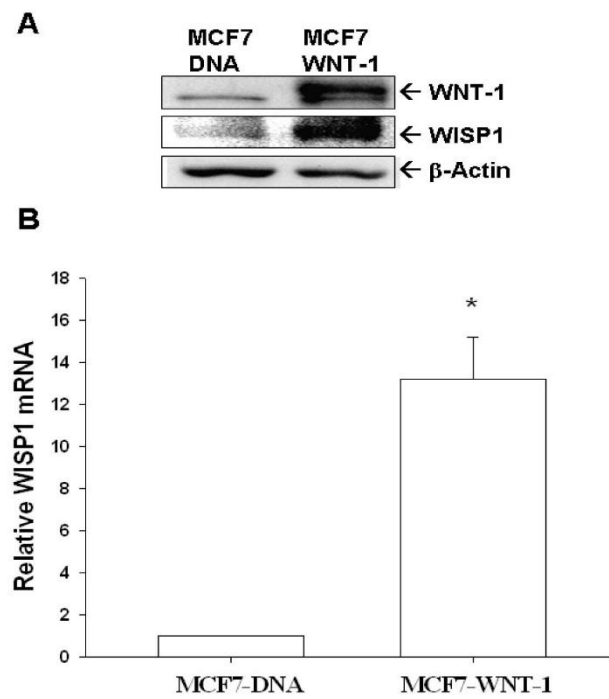 A
MCF7 MCF7
DNA WNT-1
← WNT-1
← WISP1
← β-Actin
B
Relative WISP1 mRNA
18
16
14
12
10
8
6
4
2
0
*
MCF7-DNA MCF7-WNT-1